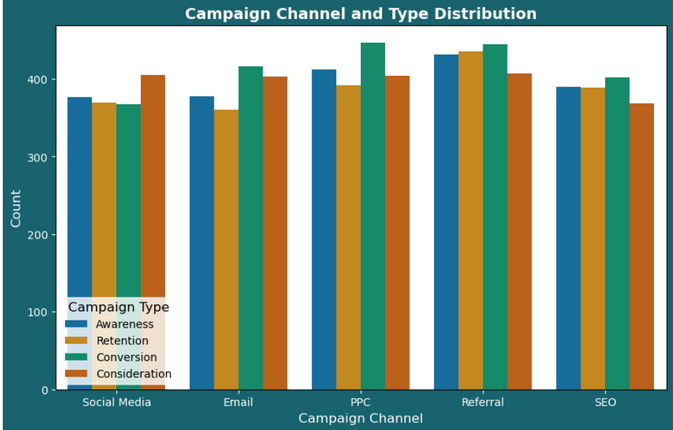 Campaign Channel and Type Distribution
400
300
200
100
0
Count
Campaign Type
Awareness
Retention
Conversion
Consideration
Social Media Email PPC Referral SEO
Campaign Channel